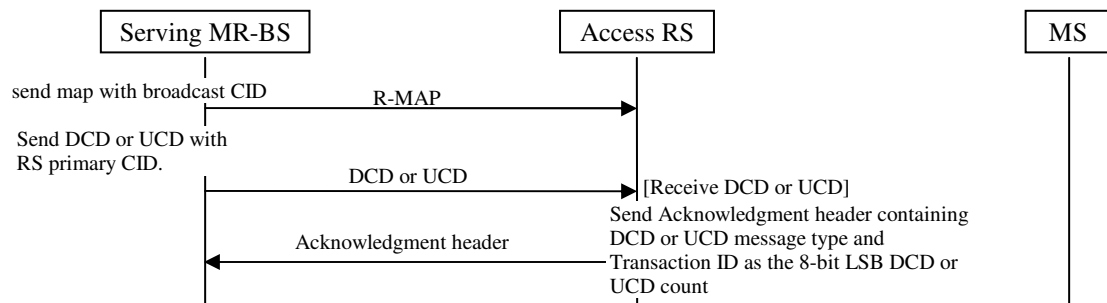 Serving MR-BS
Access RS
MS
send map with broadcast CID
R-MAP
Send DCD or UCD with
RS primary CID.
DCD or UCD
[Receive DCD or UCD]
Send Acknowledgment header containing
DCD or UCD message type and
Transaction ID as the 8-bit LSB DCD or
UCD count
Acknowledgment header